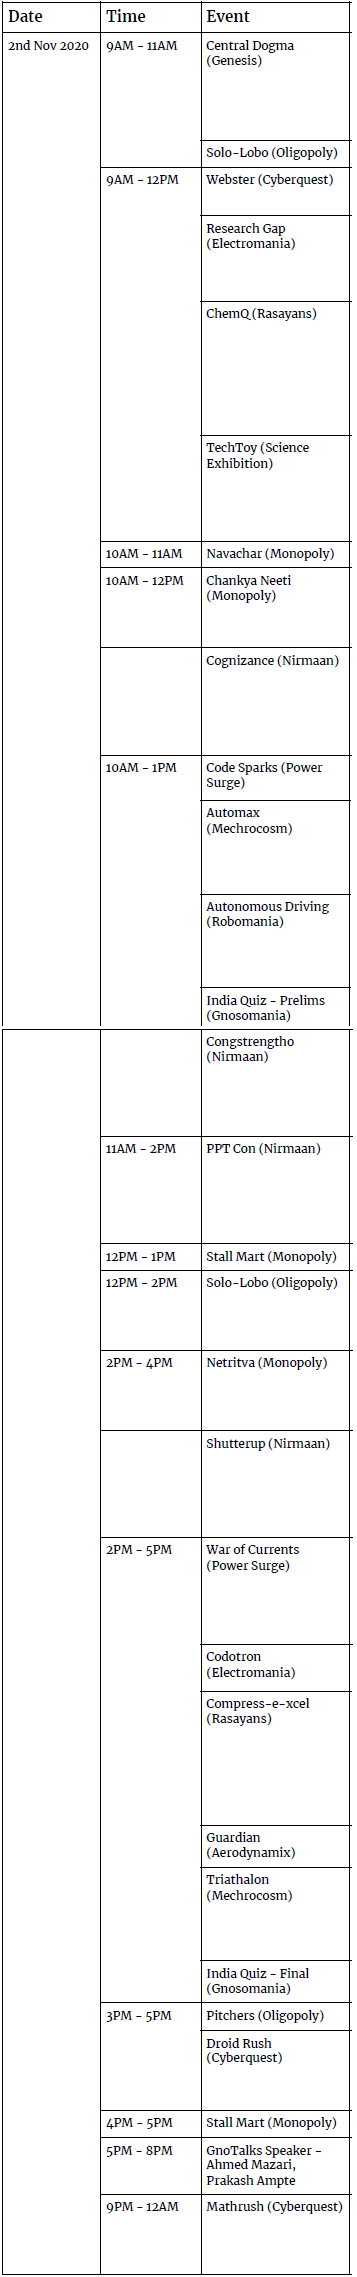 Date Time Event
2nd Nov 2020 9AM - 11AM Central Dogma
(Genesis)
Solo-Lobo (Oligopoly)
9AM - 12PM Webster (Cyberquest)
Research Gap
(Electromania)
ChemQ (Rasayans)
TechToy (Science
Exhibition)
10AM - 11AM Navachar (Monopoly)
10AM - 12PM Chankya Neeti
(Monopoly)
Cognizance (Nirmaan)
10AM - 1PM Code Sparks (Power
Surge)
Automax
(Mechrocosm)
Autonomous Driving
(Robomania)
India Quiz - Prelims
(Gnosomania)
Congstrengtho
(Nirmaan)
11AM - 2PM PPT Con (Nirmaan)
12PM - 1PM Stall Mart (Monopoly)
12PM - 2PM Solo-Lobo (Oligopoly)
2PM - 4PM Netritva (Monopoly)
Shutterup (Nirmaan)
2PM - 5PM War of Currents
(Power Surge)
Codotron
(Electromania)
Compress-e-xcel
(Rasayans)
Guardian
(Aerodynamix)
Triathalon
(Mechrocosm)
India Quiz - Final
(Gnosomania)
3PM - 5PM Pitchers (Oligopoly)
Droid Rush
(Cyberquest)
4PM - 5PM Stall Mart (Monopoly)
5PM - 8PM GnoTalks Speaker -
Ahmed Mazari,
Prakash Ampte
9PM - 12AM Mathrush (Cyberquest)